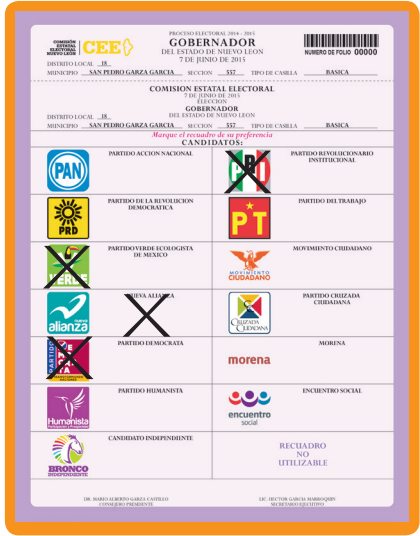 PROCESO ELECTORAL 2014 - 2015
COMISIÓN
ESTATAL
ELECTORAL
NUEVO LEÓN
CEE
GOBERNADOR
DEL ESTADO DE NUEVO LEON
7 DE JUNIO DE 2015
NUMERO DE FOLIO 00000
DISTRITO LOCAL 18
MUNICIPIO SAN PEDRO GARZA GARCIA SECCION 557 TIPO DE CASILLA BASICA
COMISION ESTATAL ELECTORAL
7 DE JUNIO DE 2015
ELECCION
GOBERNADOR
DISTRITO LOCAL 18 DEL ESTADO DE NUEVO LEON
MUNICIPIO SAN PEDRO GARZA GARCIA SECCION 557 TIPO DE CASILLA BASICA
Marque el recuadro de su preferencia
CANDIDATOS:
PAN
PARTIDO ACCION NACIONAL
PRI
PARTIDO REVOLUCIONARIO
INSTITUCIONAL
PRD
PARTIDO DE LA REVOLUCION
DEMOCRATICA
PT
PARTIDO DEL TRABAJO
VERDE
PARTIDO VERDE ECOLOGISTA
DE MEXICO
MOVIMIENTO
CIUDADANO
MOVIMIENTO CIUDADANO
nueva
alianza
NUEVA ALIANZA
CRUZADA
CIUDADANA
PARTIDO CRUZADA
CIUDADANA
PARTIDO
PARTIDO DEMOCRATA
morena
MORENA
Humanista
PARTIDO HUMANISTA
encuentro
social
ENCUENTRO SOCIAL
BRONCO
INDEPENDIENTE
CANDIDATO INDEPENDIENTE
RECUADRO
NO
UTILIZABLE
DR. MARIO ALBERTO GARZA CASTILLO
CONSEJERO PRESIDENTE
LIC. HECTOR GARCIA MARROQUIN
SECRETARIO EJECUTIVO